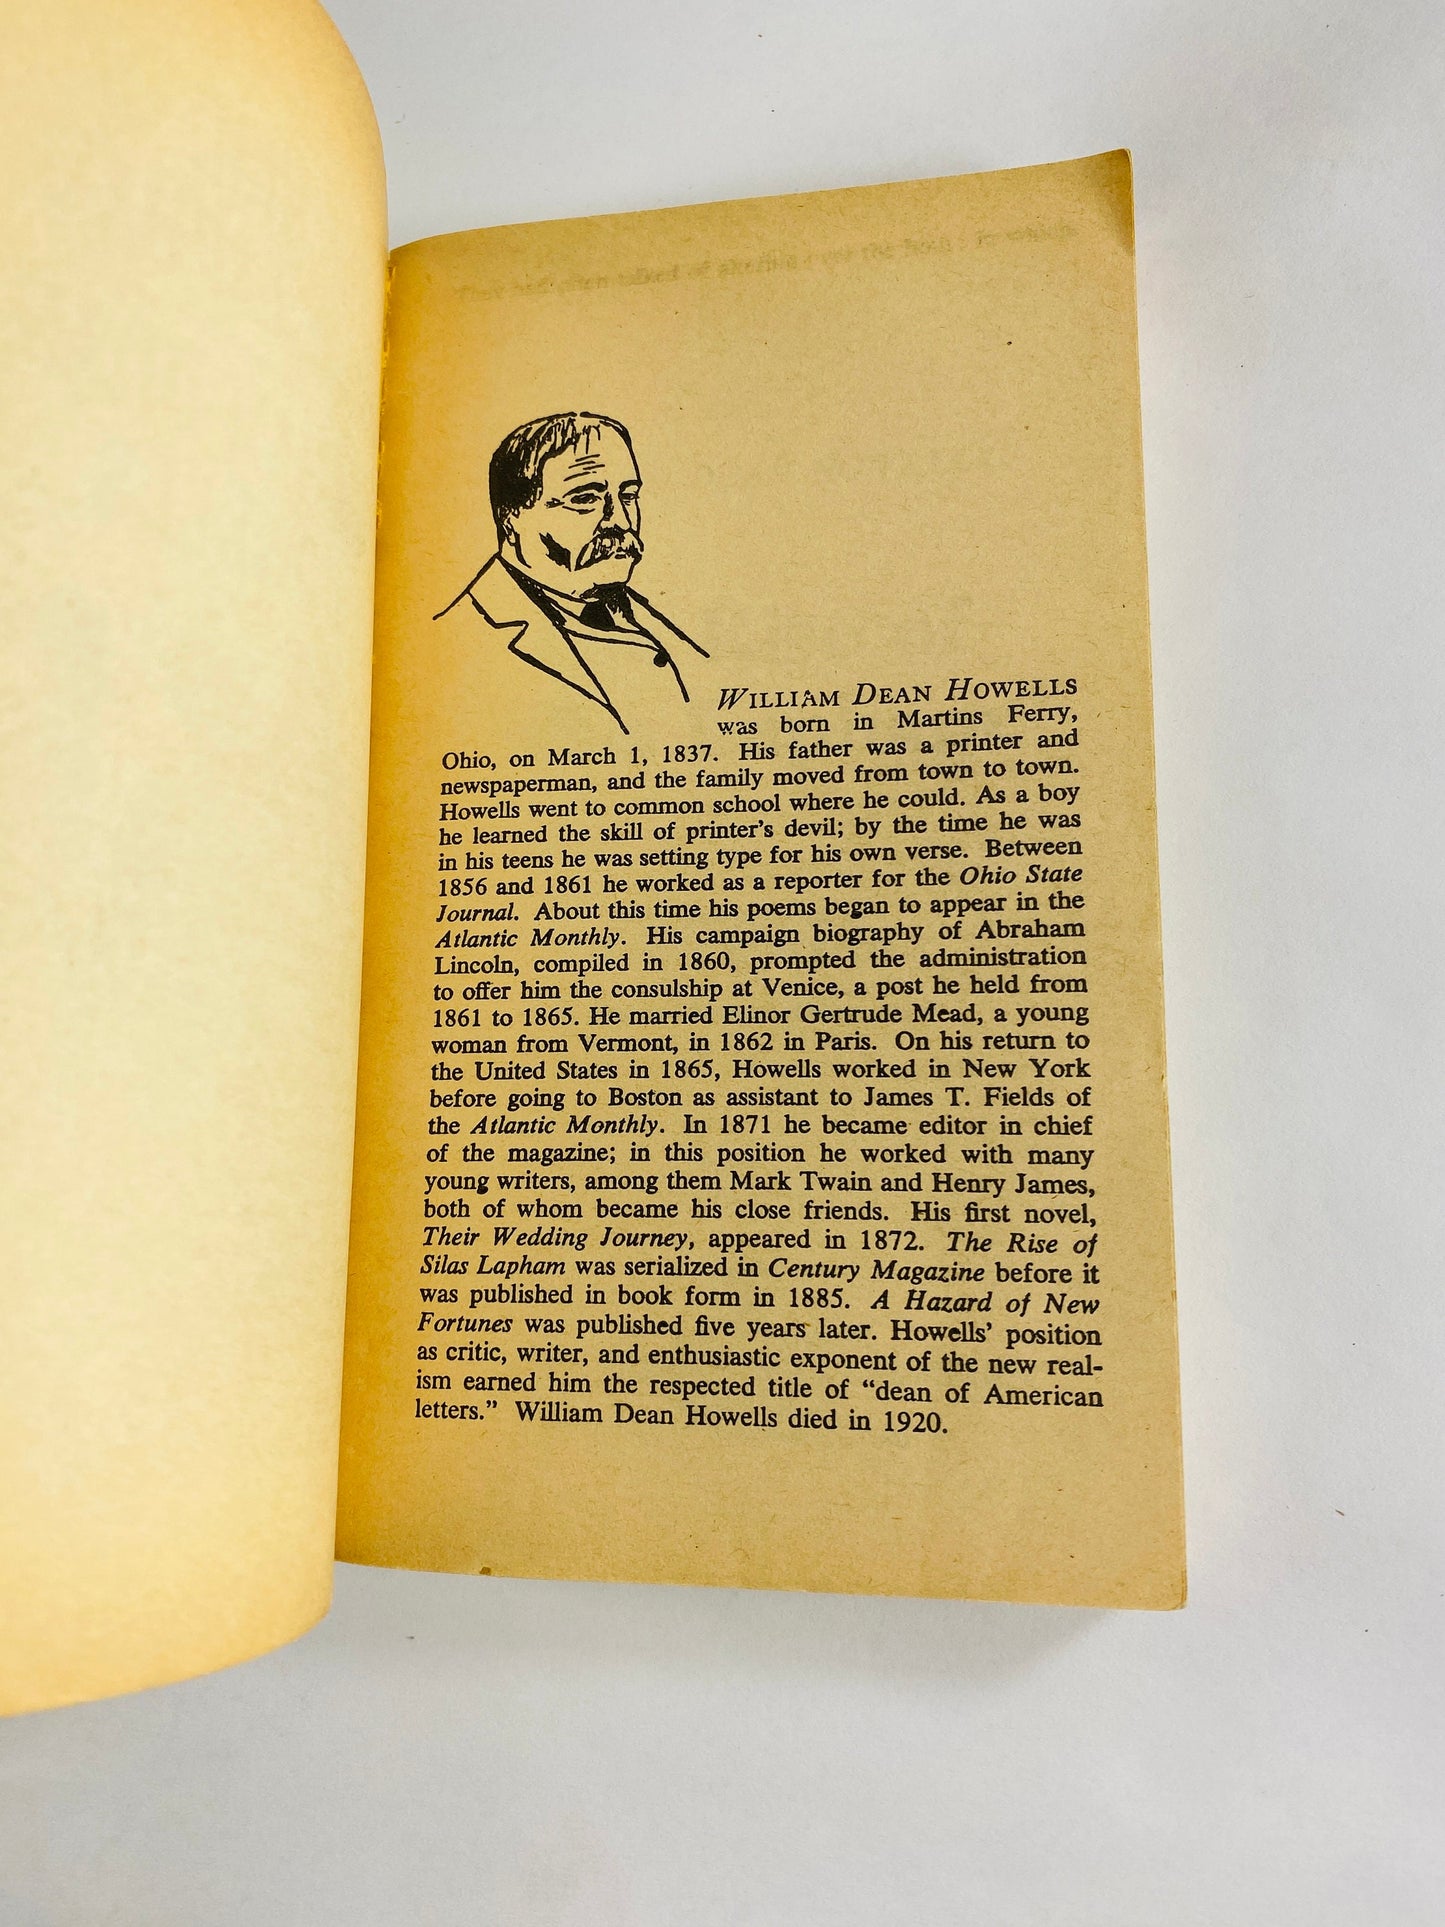 WILLIAM DEAN HOWELLS
was born in Martins Ferry,
Ohio, on March 1, 1837. His father was a printer and
newspaperman, and the family moved from town to town.
Howells went to common school where he could. As a boy
he learned the skill of printer's devil; by the time he was
in his teens he was setting type for his own verse. Between
1856 and 1861 he worked as a reporter for the Ohio State
Journal. About this time his poems began to appear in the
Atlantic Monthly. His campaign biography of Abraham
Lincoln, compiled in 1860, prompted the administration
to offer him the consulship at Venice, a post he held from
1861 to 1865. He married Elinor Gertrude Mead, a young
woman from Vermont, in 1862 in Paris. On his return to
the United States in 1865, Howells worked in New York
before going to Boston as assistant to James T. Fields of
the Atlantic Monthly. In 1871 he became editor in chief
of the magazine; in this position he worked with many
young writers, among them Mark Twain and Henry James,
both of whom became his close friends. His first novel,
Their Wedding Journey, appeared in 1872. The Rise of
Silas Lapham was serialized in Century Magazine before it
was published in book form in 1885. A Hazard of New
Fortunes was published five years later. Howells' position
as critic, writer, and enthusiastic exponent of the new real-
ism earned him the respected title of "dean of American
letters." William Dean Howells died in 1920.